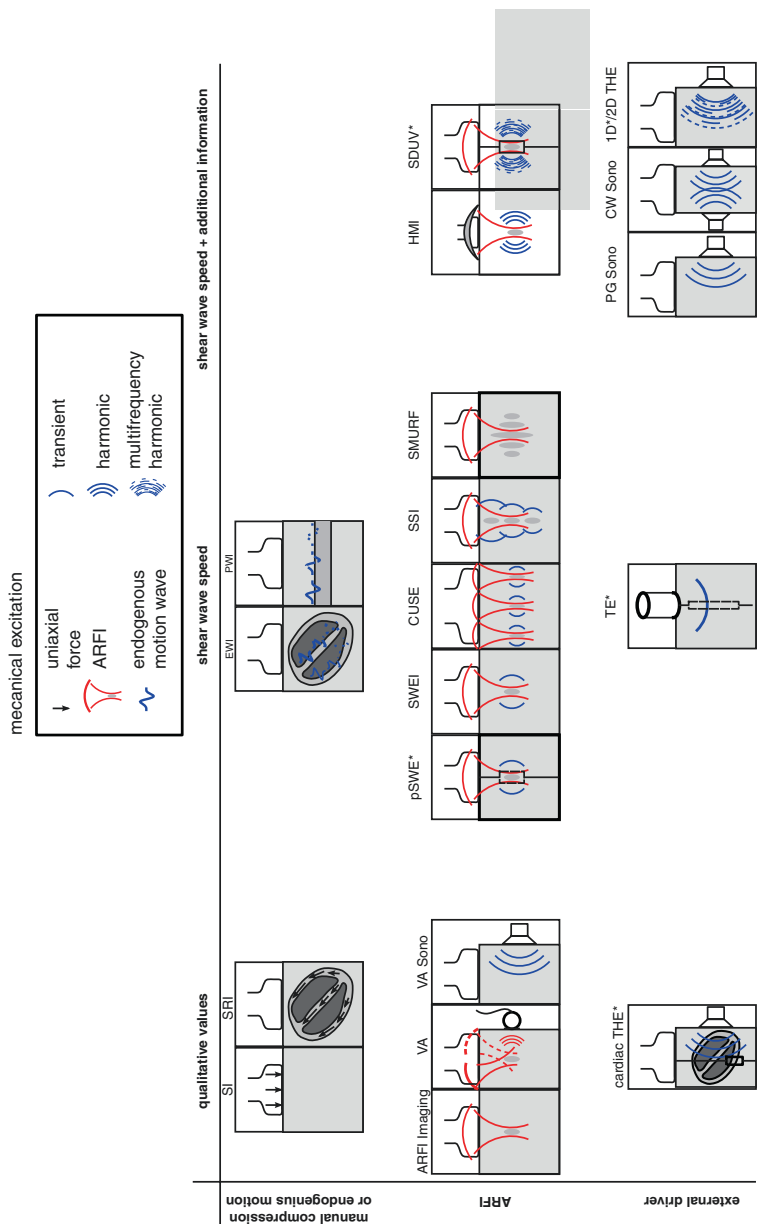 mecanical excitation
uniaxial
force
transient
ARFI
harmonic
endogenous
motion wave
multifrequency
harmonic
qualitative values
shear wave speed
shear wave speed + additional information
manual compression
or endogenius motion
SI
SRI
EWI
PWI
ARFI
ARFI Imaging
VA
VA Sono
pSWE*
SWEI
CUSE
SSI
SMURF
HMI
SDUV*
external driver
cardiac THE*
TE*
PG Sono
CW Sono
1D*/2D THE